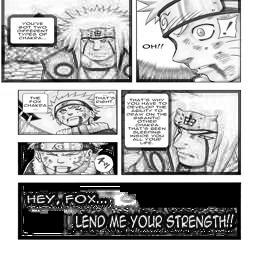 YOU'VE
GOT TWO
DIFFERENT
TYPES OF
CHAKRA...
OH!!
!
THE
FOX
CHAKRA
THAT'S
RIGHT.
THAT'S WHY
YOU HAVE TO
DEVELOP THE
ABILITY TO
DRAW ON THE
GIGANTIC
OTHER
CHAKRA
THAT'S BEEN
SLEEPING
INSIDE YOU
ALL YOUR
LIFE.
油
HEY, FOX...
LEND ME YOUR STRENGTH!!